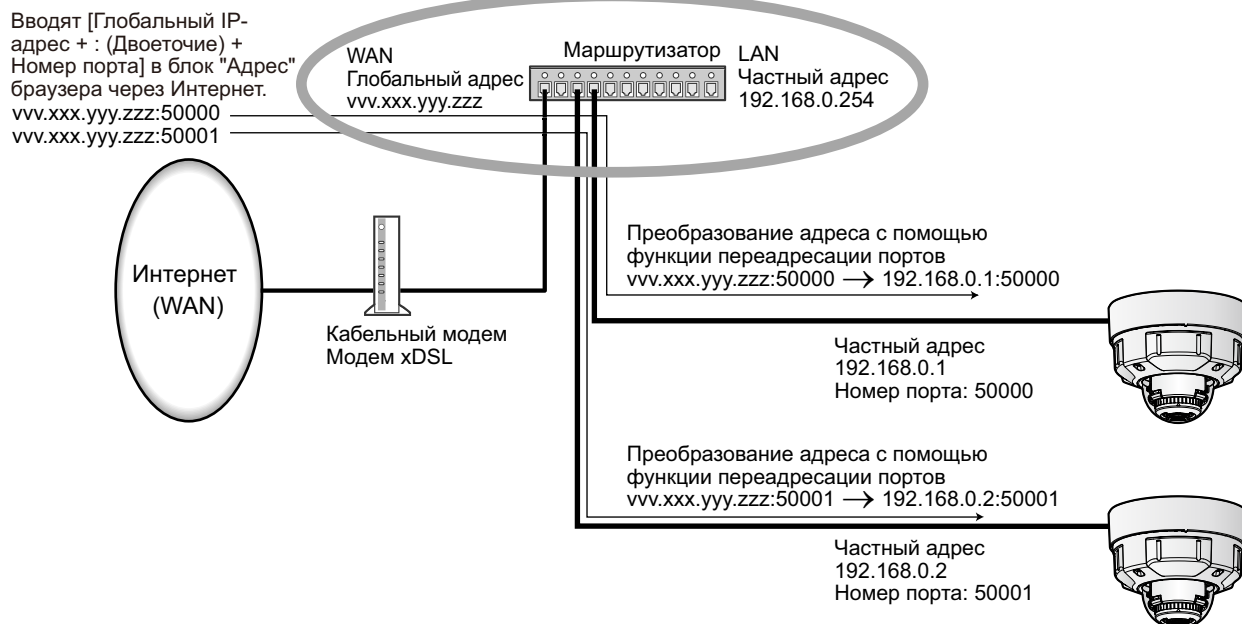 Вводят [Глобальный IP-
адрес + : (Двоеточие) +
Номер порта] в блок "Адрес"
браузера через Интернет.
vvv.xxx.yyy.zzz:50000
vvv.xxx.yyy.zzz:50001
WAN
Глобальный адрес
vvv.xxx.yyy.zzz
Маршрутизатор
LAN
Частный адрес
192.168.0.254
Интернет
(WAN)
Кабельный модем
Модем xDSL
Преобразование адреса с помощью
функции переадресации портов
vvv.xxx.yyy.zzz:50000 → 192.168.0.1:50000
Частный адрес
192.168.0.1
Номер порта: 50000
Преобразование адреса с помощью
функции переадресации портов
vvv.xxx.yyy.zzz:50001 → 192.168.0.2:50001
Частный адрес
192.168.0.2
Номер порта: 50001